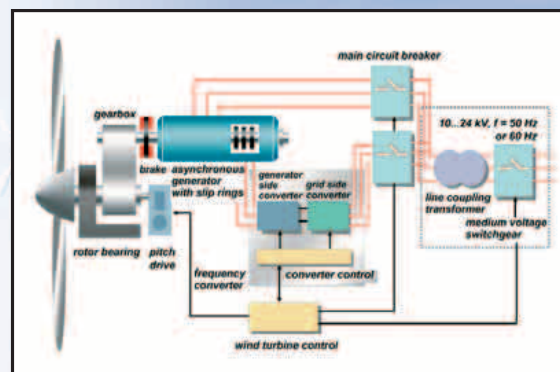 main circuit breaker
gearbox
10...24 kV, f = 50 Hz
or 60 Hz
brake
asynchronous
generator
with slip rings
generator
side
converter
grid side
converter
line coupling
transformer
medium voltage
switchgear
rotor bearing
pitch
drive
frequency
converter
converter control
wind turbine control